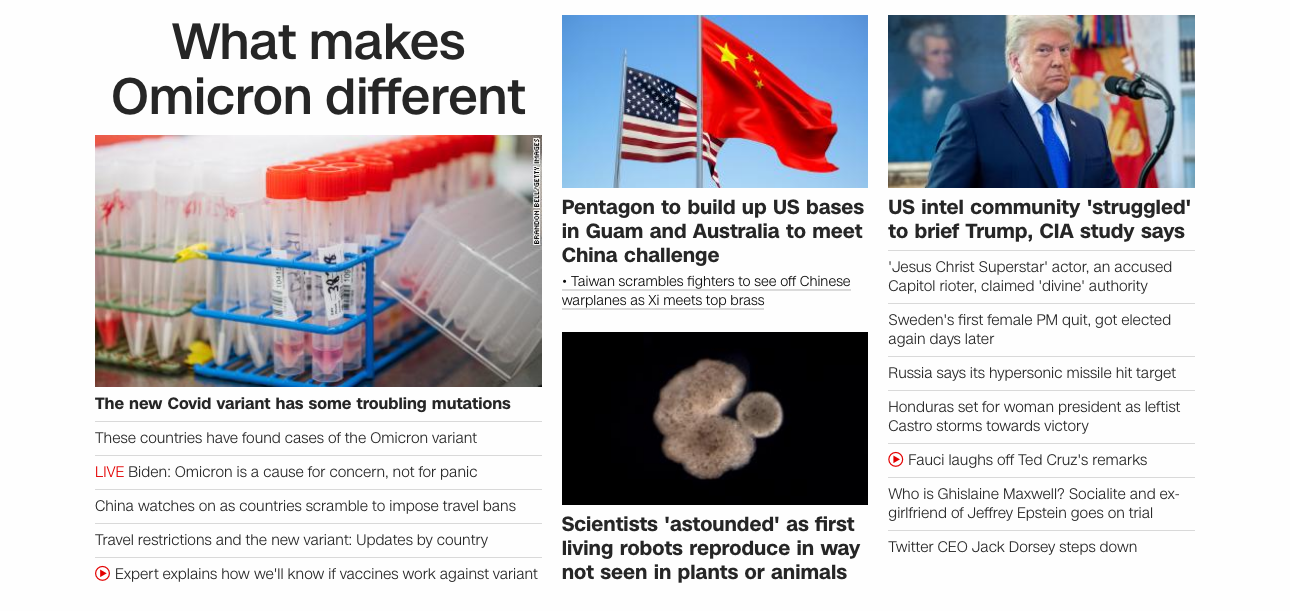 What makes
Omicron different
BRANDON BELL/GETTY IMAGES
The new Covid variant has some troubling mutations
These countries have found cases of the Omicron variant
LIVE Biden: Omicron is a cause for concern, not for panic
China watches on as countries scramble to impose travel bans
Travel restrictions and the new variant: Updates by country
Expert explains how we'll know if vaccines work against variant
Pentagon to build up US bases
in Guam and Australia to meet
China challenge
• Taiwan scrambles fighters to see off Chinese
warplanes as Xi meets top brass
Scientists 'astounded' as first
living robots reproduce in way
not seen in plants or animals
US intel community 'struggled'
to brief Trump, CIA study says
'Jesus Christ Superstar' actor, an accused
Capitol rioter, claimed 'divine' authority
Sweden's first female PM quit, got elected
again days later
Russia says its hypersonic missile hit target
Honduras set for woman president as leftist
Castro storms towards victory
Fauci laughs off Ted Cruz's remarks
Who is Ghislaine Maxwell? Socialite and ex-
girlfriend of Jeffrey Epstein goes on trial
Twitter CEO Jack Dorsey steps down